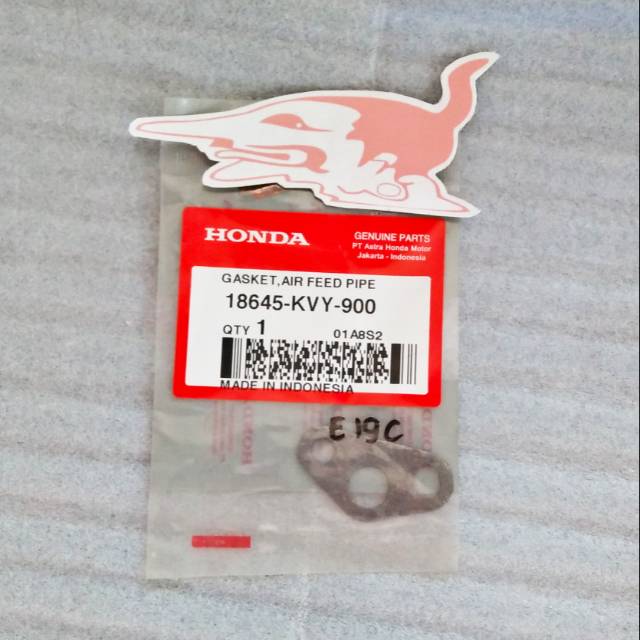 HONDA
GENUINE PARTS
PT Astra Honda Motor
Jakarta - Indonesia
GASKET,AIR FEED PIPE
18645-KVY-900
QTY 1 01A8S2
MADE IN INDONESIA
E19C